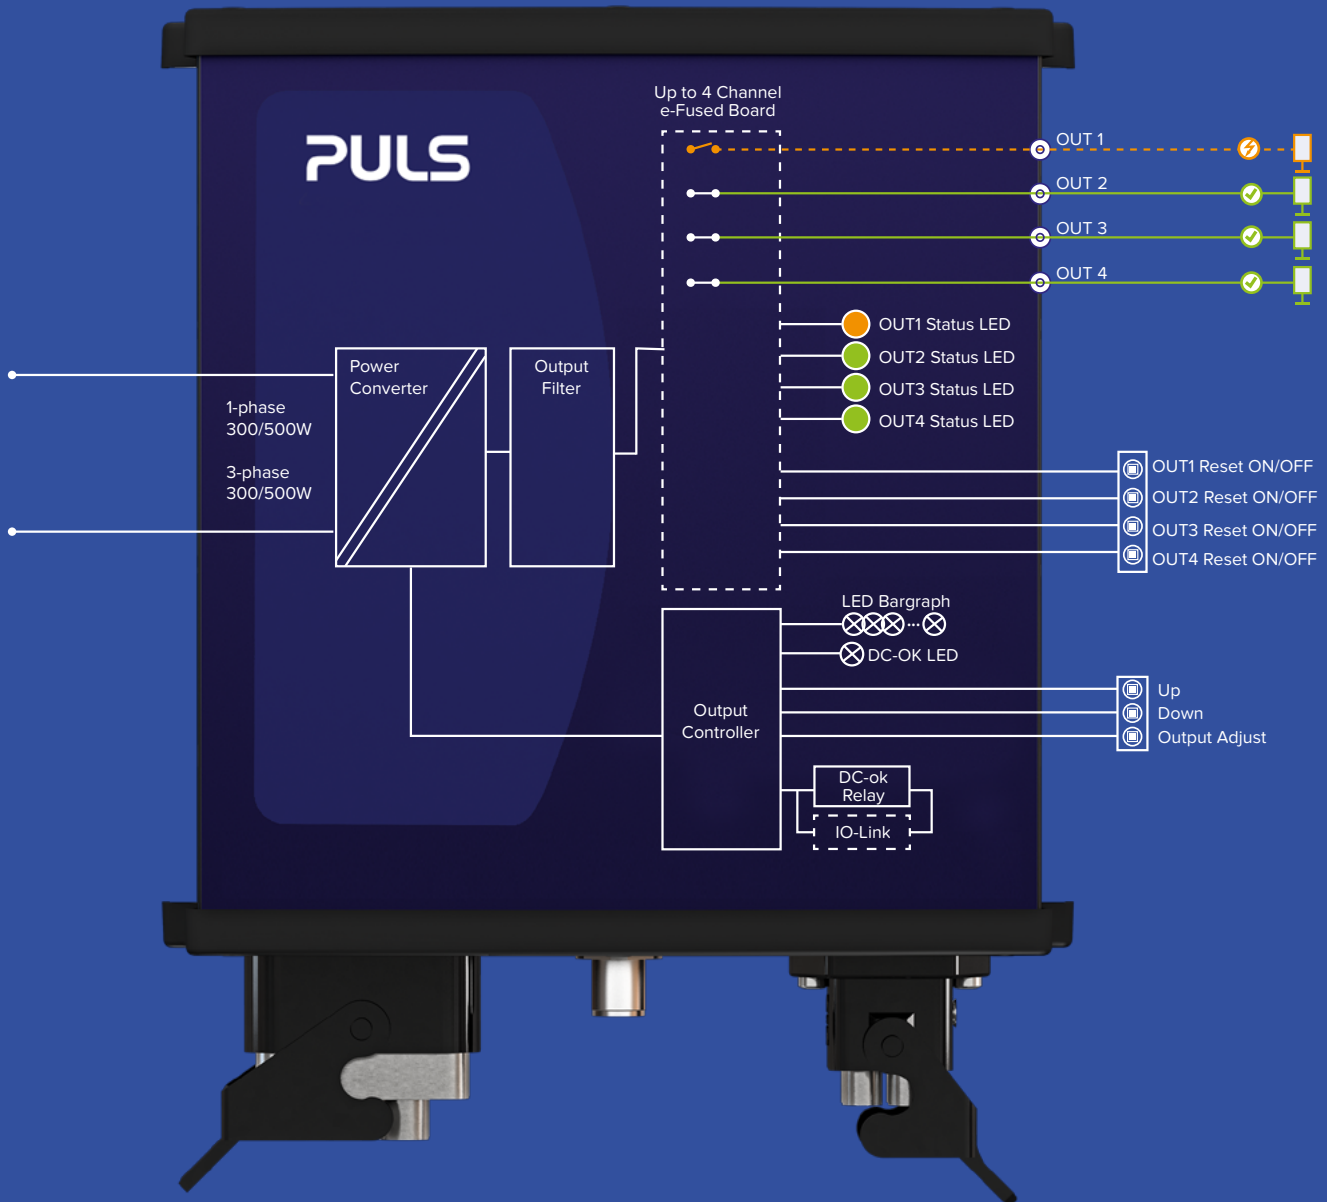 Up to 4 Channel
e-Fused Board
PULS
OUT 1
OUT 2
OUT 3
OUT 4
OUT1 Status LED
OUT2 Status LED
OUT3 Status LED
OUT4 Status LED
Power
Converter
Output
Filter
1-phase
300/500W
3-phase
300/500W
OUT1 Reset ON/OFF
OUT2 Reset ON/OFF
OUT3 Reset ON/OFF
OUT4 Reset ON/OFF
LED Bargraph
...
DC-OK LED
Output
Controller
Up
Down
Output Adjust
DC-ok
Relay
IO-Link